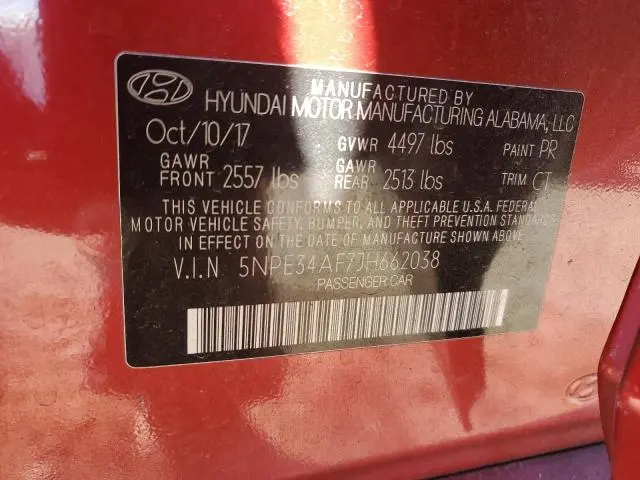 MANUFACTURED BY
HYUNDAI MOTOR MANUFACTURING ALABAMA, LLC
Oct/10/17 GVWR 4497 lbs PAINT PR
GAWR FRONT 2557 lbs GAWR REAR 2513 lbs TRIM CT
THIS VEHICLE CONFORMS TO ALL APPLICABLE U.S.A. FEDERAL
MOTOR VEHICLE SAFETY, BUMPER, AND THEFT PREVENTION STANDARDS
IN EFFECT ON THE DATE OF MANUFACTURE SHOWN ABOVE.
V.I.N 5NPE34AF7JH662038
PASSENGER CAR